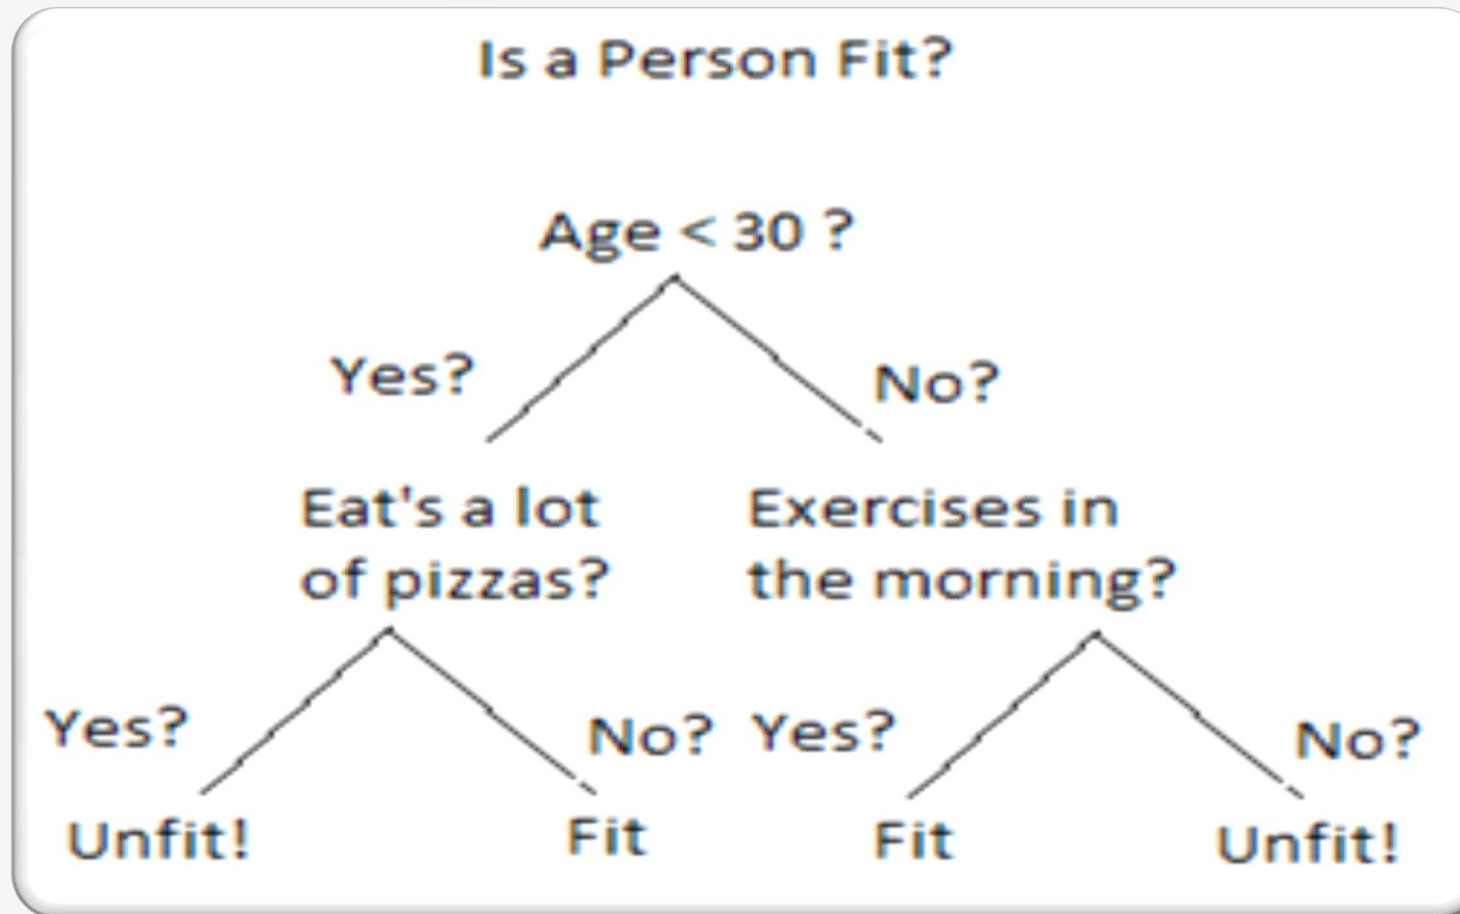 Is a Person Fit?
Age < 30 ?
Yes?
No?
Eat's a lot
of pizzas?
Exercises in
the morning?
Yes?
No?
Yes?
No?
Unfit!
Fit
Fit
Unfit!